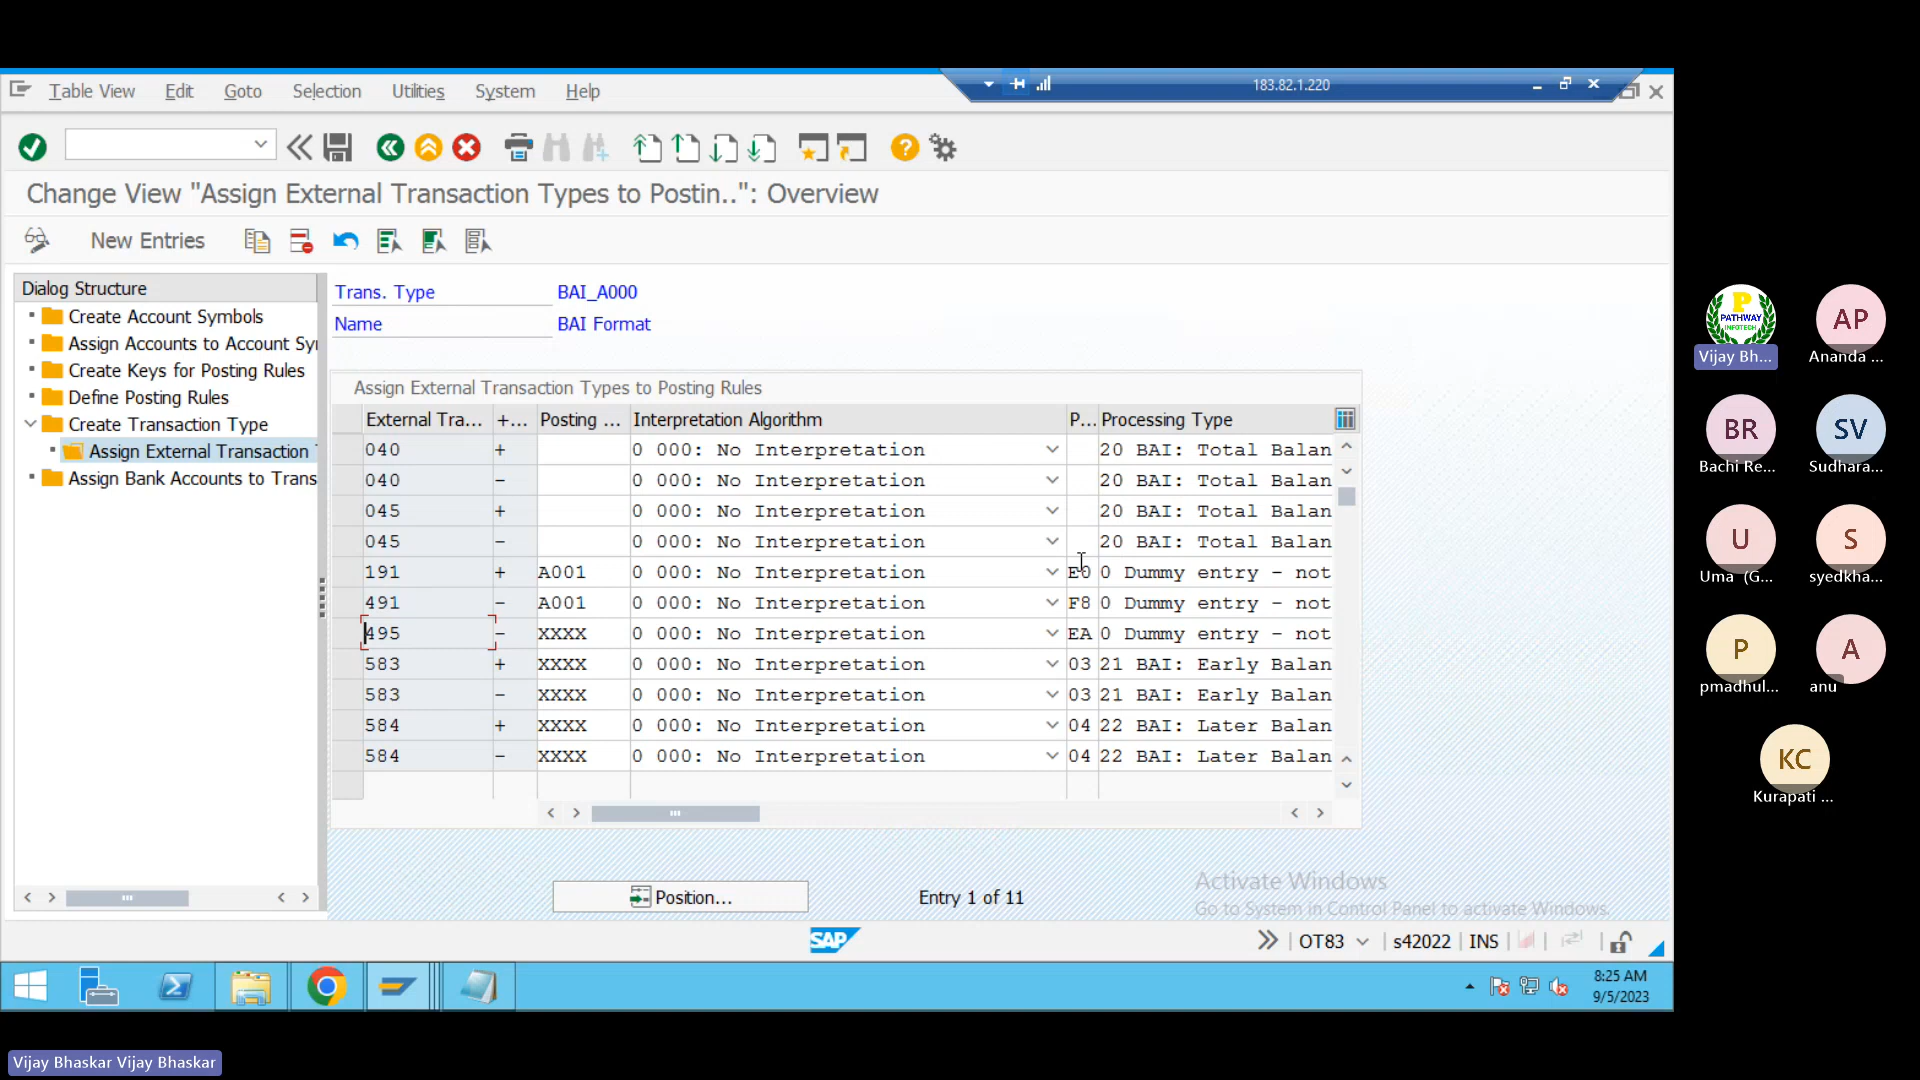 Table View Edit Goto Selection Utilities System Help
183.82.1.220
Change View "Assign External Transaction Types to Postin..": Overview
New Entries
Dialog Structure
Create Account Symbols
Assign Accounts to Account Sy
Create Keys for Posting Rules
Define Posting Rules
Create Transaction Type
Assign External Transaction
Assign Bank Accounts to Trans
Trans. Type BAI_A000
Name BAI Format
Assign External Transaction Types to Posting Rules
External Tra... +... Posting ... Interpretation Algorithm P... Processing Type
040 + 0 000: No Interpretation 20 BAI: Total Balan
040 - 0 000: No Interpretation 20 BAI: Total Balan
045 + 0 000: No Interpretation 20 BAI: Total Balan
045 - 0 000: No Interpretation 20 BAI: Total Balan
191 + A001 0 000: No Interpretation E0 0 Dummy entry - not
491 - A001 0 000: No Interpretation F8 0 Dummy entry - not
495 - XXXX 0 000: No Interpretation EA 0 Dummy entry - not
583 + XXXX 0 000: No Interpretation 03 21 BAI: Early Balan
583 - XXXX 0 000: No Interpretation 03 21 BAI: Early Balan
584 + XXXX 0 000: No Interpretation 04 22 BAI: Later Balan
584 - XXXX 0 000: No Interpretation 04 22 BAI: Later Balan
Position... Entry 1 of 11
Activate Windows
Go to System in Control Panel to activate Windows.
SAP OT83 s42022 INS
8:25 AM
9/5/2023
P
PATHWAY
INFOTECH
Vijay Bh...
AP
Ananda ...
BR
Bachi Re...
SV
Sudhara...
U
Uma (G...
S
syedkha...
P
pmadhul...
A
anu
KC
Kurapati ...
Vijay Bhaskar Vijay Bhaskar